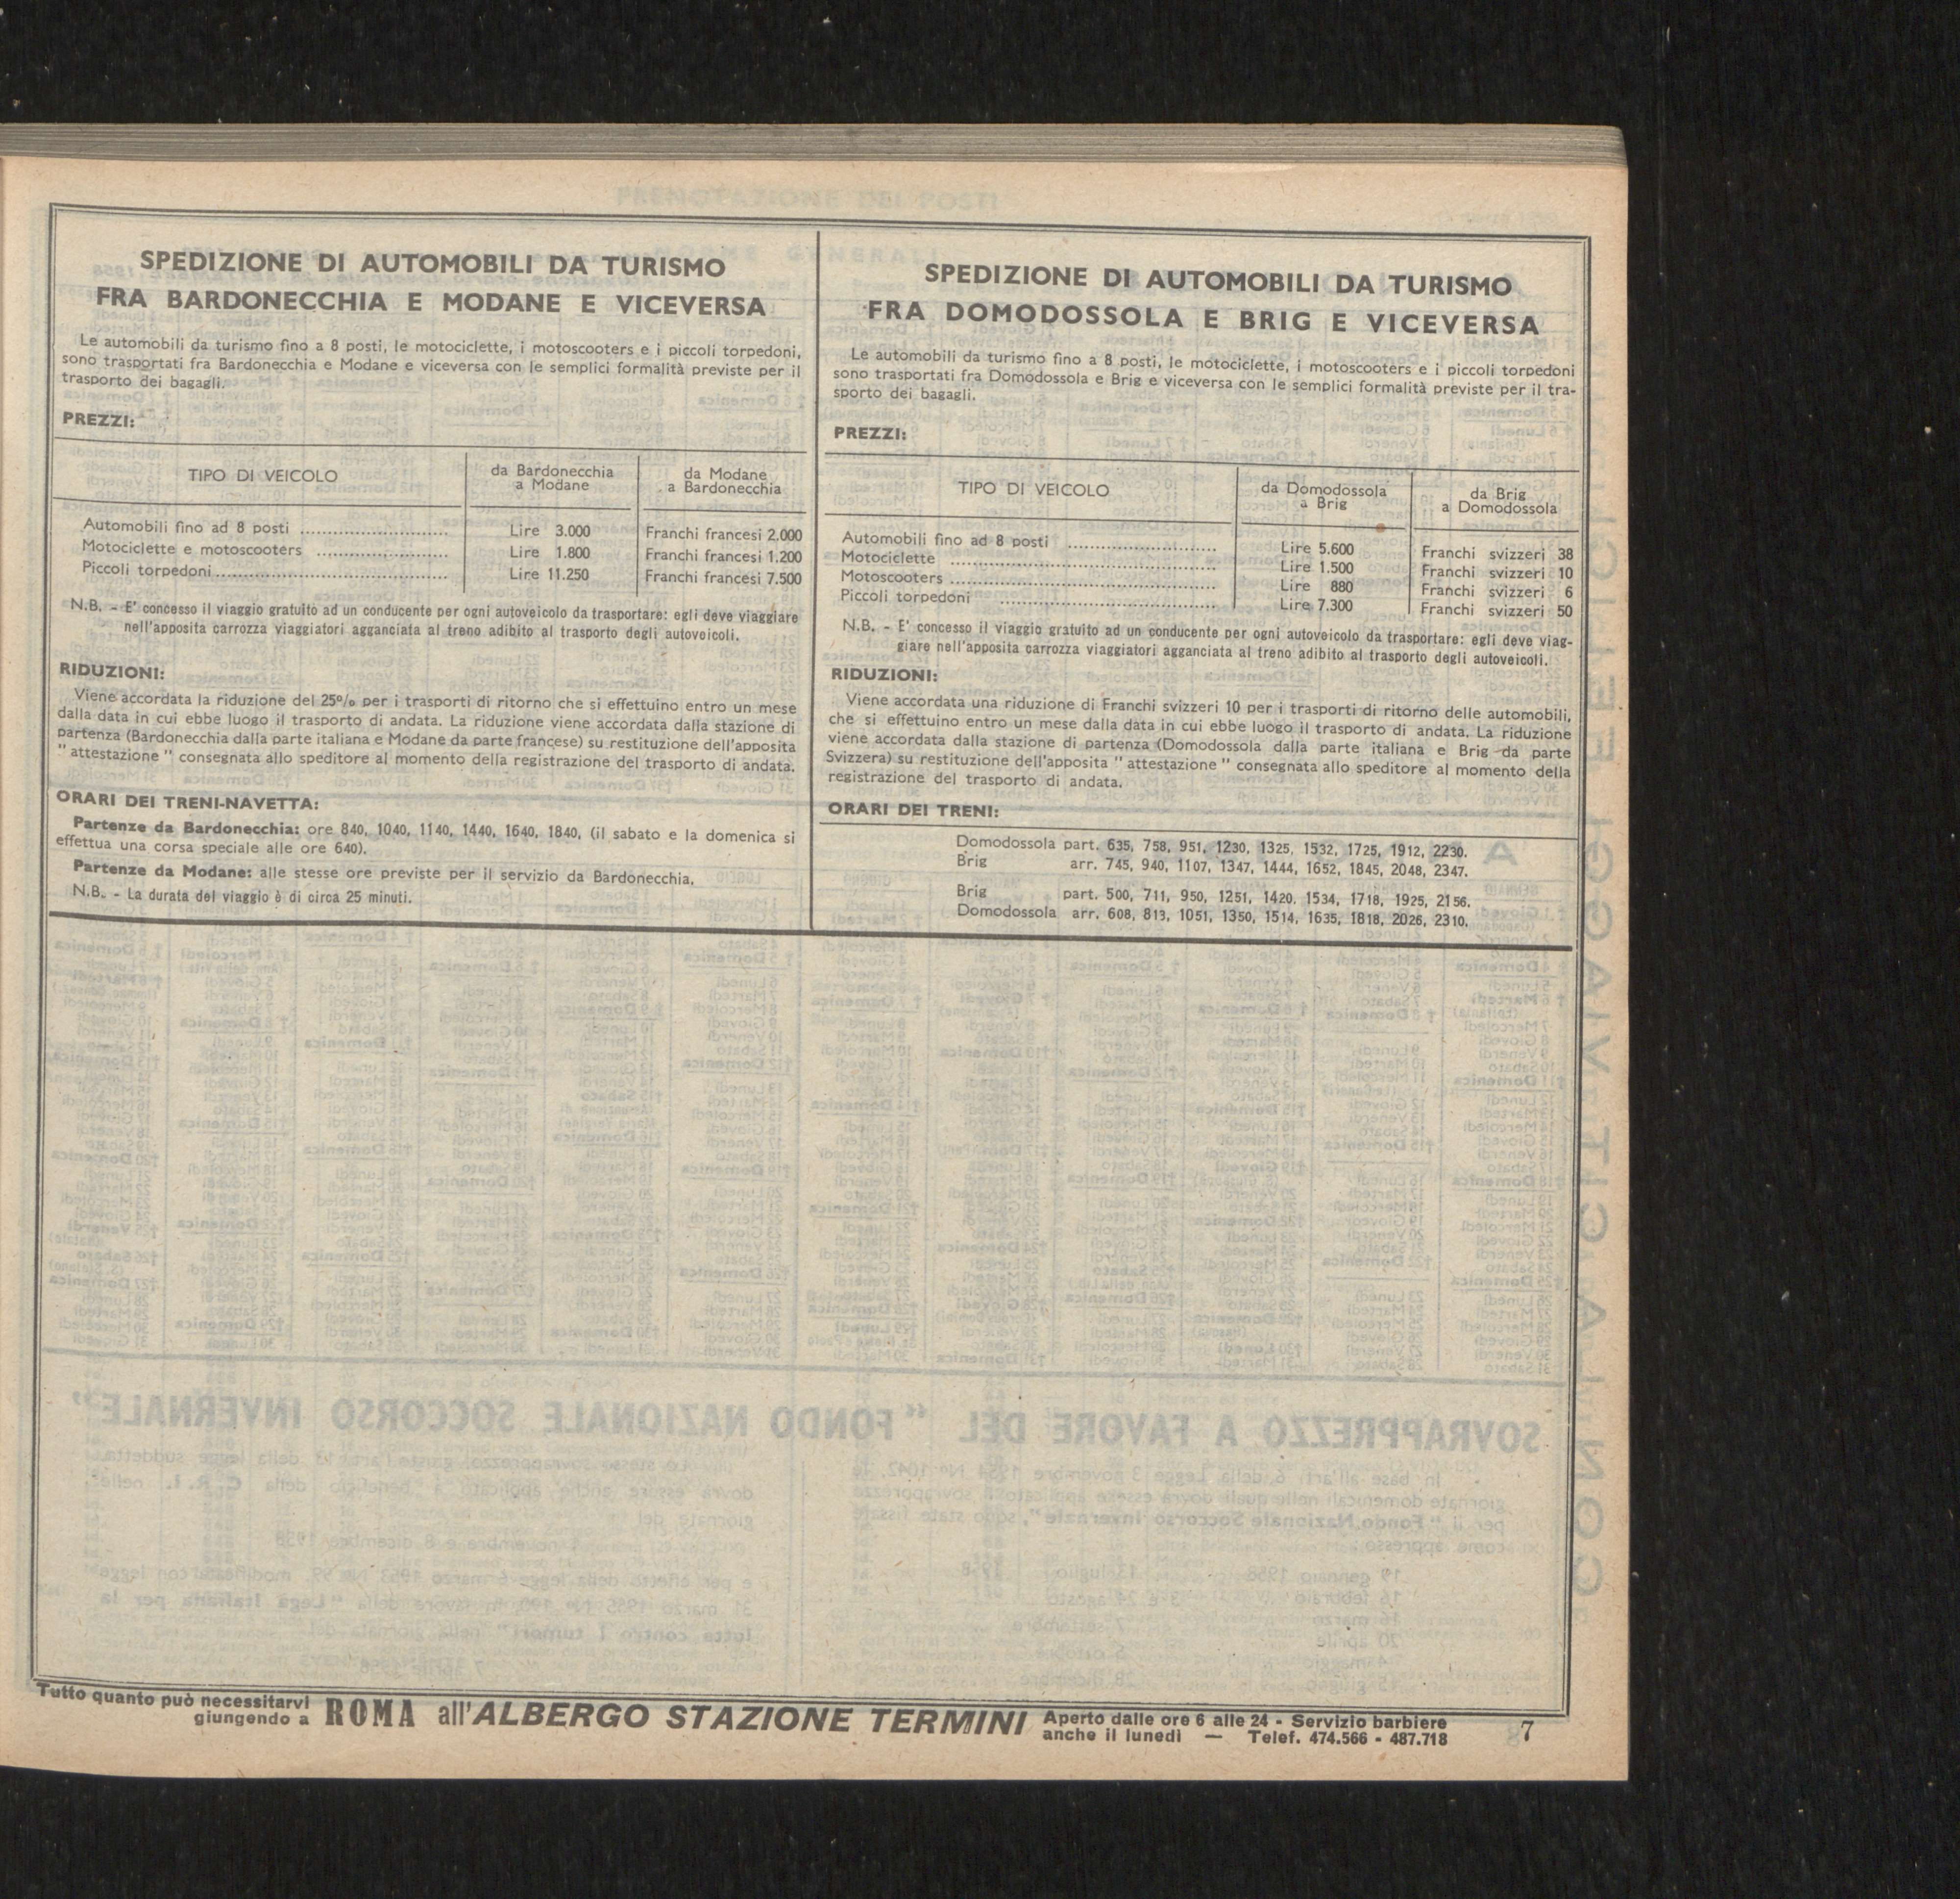 SPEDIZIONE DI AUTOMOBILI DA TURISMO
FRA BARDONECCHIA E MODANE E VICEVERSA
Le automobili da turismo fino a 8 posti, le motociclette, i motoscooters e i piccoli torpedoni,
sono trasportati fra Bardonecchia e Modane e viceversa con le semplici formalità previste per il
trasporto dei bagagli.
PREZZI:
TIPO DI VEICOLO | da Bardonecchia a Modane | da Modane a Bardonecchia
Automobili fino ad 8 posti .......... Lire 3.000 Franchi francesi 2.000
Motociclette e motoscooters .......... Lire 1.800 Franchi francesi 1.200
Piccoli torpedoni .......... Lire 11.250 Franchi francesi 7.500
N.B. - E' concesso il viaggio gratuito ad un conducente per ogni autoveicolo da trasportare: egli deve viaggiare
nell'apposita carrozza viaggiatori agganciata al treno adibito al trasporto degli autoveicoli.
RIDUZIONI:
Viene accordata la riduzione del 25% per i trasporti di ritorno che si effettuino entro un mese
dalla data in cui ebbe luogo il trasporto di andata. La riduzione viene accordata dalla stazione di
partenza (Bardonecchia dalla parte italiana e Modane da parte francese) su restituzione dell'apposita
" attestazione " consegnata allo speditore al momento della registrazione del trasporto di andata.
ORARI DEI TRENI-NAVETTA:
Partenze da Bardonecchia: ore 840, 1040, 1140, 1440, 1640, 1840, (il sabato e la domenica si
effettua una corsa speciale alle ore 640).
Partenze da Modane: alle stesse ore previste per il servizio da Bardonecchia.
N.B. - La durata del viaggio è di circa 25 minuti.
SPEDIZIONE DI AUTOMOBILI DA TURISMO
FRA DOMODOSSOLA E BRIG E VICEVERSA
Le automobili da turismo fino a 8 posti, le motociclette, i motoscooters e i piccoli torpedoni
sono trasportati fra Domodossola e Brig e viceversa con le semplici formalità previste per il tra-
sporto dei bagagli.
PREZZI:
TIPO DI VEICOLO | da Domodossola a Brig | da Brig a Domodossola
Automobili fino ad 8 posti .......... Lire 5.600 Franchi svizzeri 38
Motociclette .......... Lire 1.500 Franchi svizzeri 10
Motoscooters .......... Lire 880 Franchi svizzeri 6
Piccoli torpedoni .......... Lire 7.300 Franchi svizzeri 50
N.B. - E' concesso il viaggio gratuito ad un conducente per ogni autoveicolo da trasportare: egli deve viag-
giare nell'apposita carrozza viaggiatori agganciata al treno adibito al trasporto degli autoveicoli.
RIDUZIONI:
Viene accordata una riduzione di Franchi svizzeri 10 per i trasporti di ritorno delle automobili,
che si effettuino entro un mese dalla data in cui ebbe luogo il trasporto di andata. La riduzione
viene accordata dalla stazione di partenza (Domodossola dalla parte italiana e Brig da parte
Svizzera) su restituzione dell'apposita " attestazione " consegnata allo speditore al momento della
registrazione del trasporto di andata.
ORARI DEI TRENI:
Domodossola part. 635, 758, 951, 1230, 1325, 1532, 1725, 1912, 2230.
Brig arr. 745, 940, 1107, 1347, 1444, 1652, 1845, 2048, 2347.
Brig part. 500, 711, 950, 1251, 1420. 1534, 1718, 1925, 2156.
Domodossola arr. 608, 813, 1051, 1350, 1514, 1635, 1818, 2026, 2310.
Tutto quanto può necessitarvi
giungendo a ROMA all'ALBERGO STAZIONE TERMINI
Aperto dalle ore 6 alle 24 - Servizio barbiere
anche il lunedì — Telef. 474.566 - 487.718
7